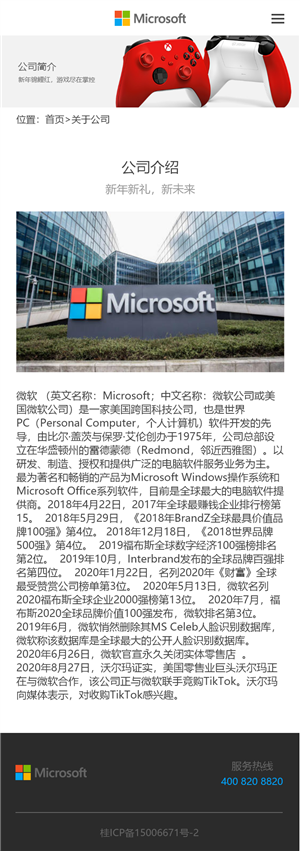 Microsoft
公司简介
新年锦鲤红，游戏尽在掌控
位置：首页>关于公司
公司介绍
新年新礼，新未来
Microsoft
微软 （英文名称：Microsoft；中文名称：微软公司或美
国微软公司）是一家美国跨国科技公司，也是世界
PC（Personal Computer，个人计算机）软件开发的先
导，由比尔·盖茨与保罗·艾伦创办于1975年，公司总部设
立在华盛顿州的雷德蒙德（Redmond，邻近西雅图）。以
研发、制造、授权和提供广泛的电脑软件服务业务为主。
最为著名和畅销的产品为Microsoft Windows操作系统和
Microsoft Office系列软件，目前是全球最大的电脑软件提
供商。2018年4月22日，2017年全球最赚钱企业排行榜第
15。 2018年5月29日，《2018年BrandZ全球最具价值品
牌100强》第4位。 2018年12月18日，《2018世界品牌
500强》第4位。 2019福布斯全球数字经济100强榜排名
第2位。 2019年10月，Interbrand发布的全球品牌百强排
名第四位。 2020年1月22日，名列2020年《财富》全球
最受赞赏公司榜单第3位。 2020年5月13日，微软名列
2020福布斯全球企业2000强榜第13位。 2020年7月，福
布斯2020全球品牌价值100强发布，微软排名第3位。
2019年6月，微软悄然删除其MS Celeb人脸识别数据库，
微软称该数据库是全球最大的公开人脸识别数据库。
2020年6月26日，微软官宣永久关闭实体零售店 。
2020年8月27日，沃尔玛证实，美国零售业巨头沃尔玛正
在与微软合作，该公司正与微软联手竞购TikTok。沃尔玛
向媒体表示，对收购TikTok感兴趣。
Microsoft
服务热线
400 820 8820
桂ICP备15006671号-2